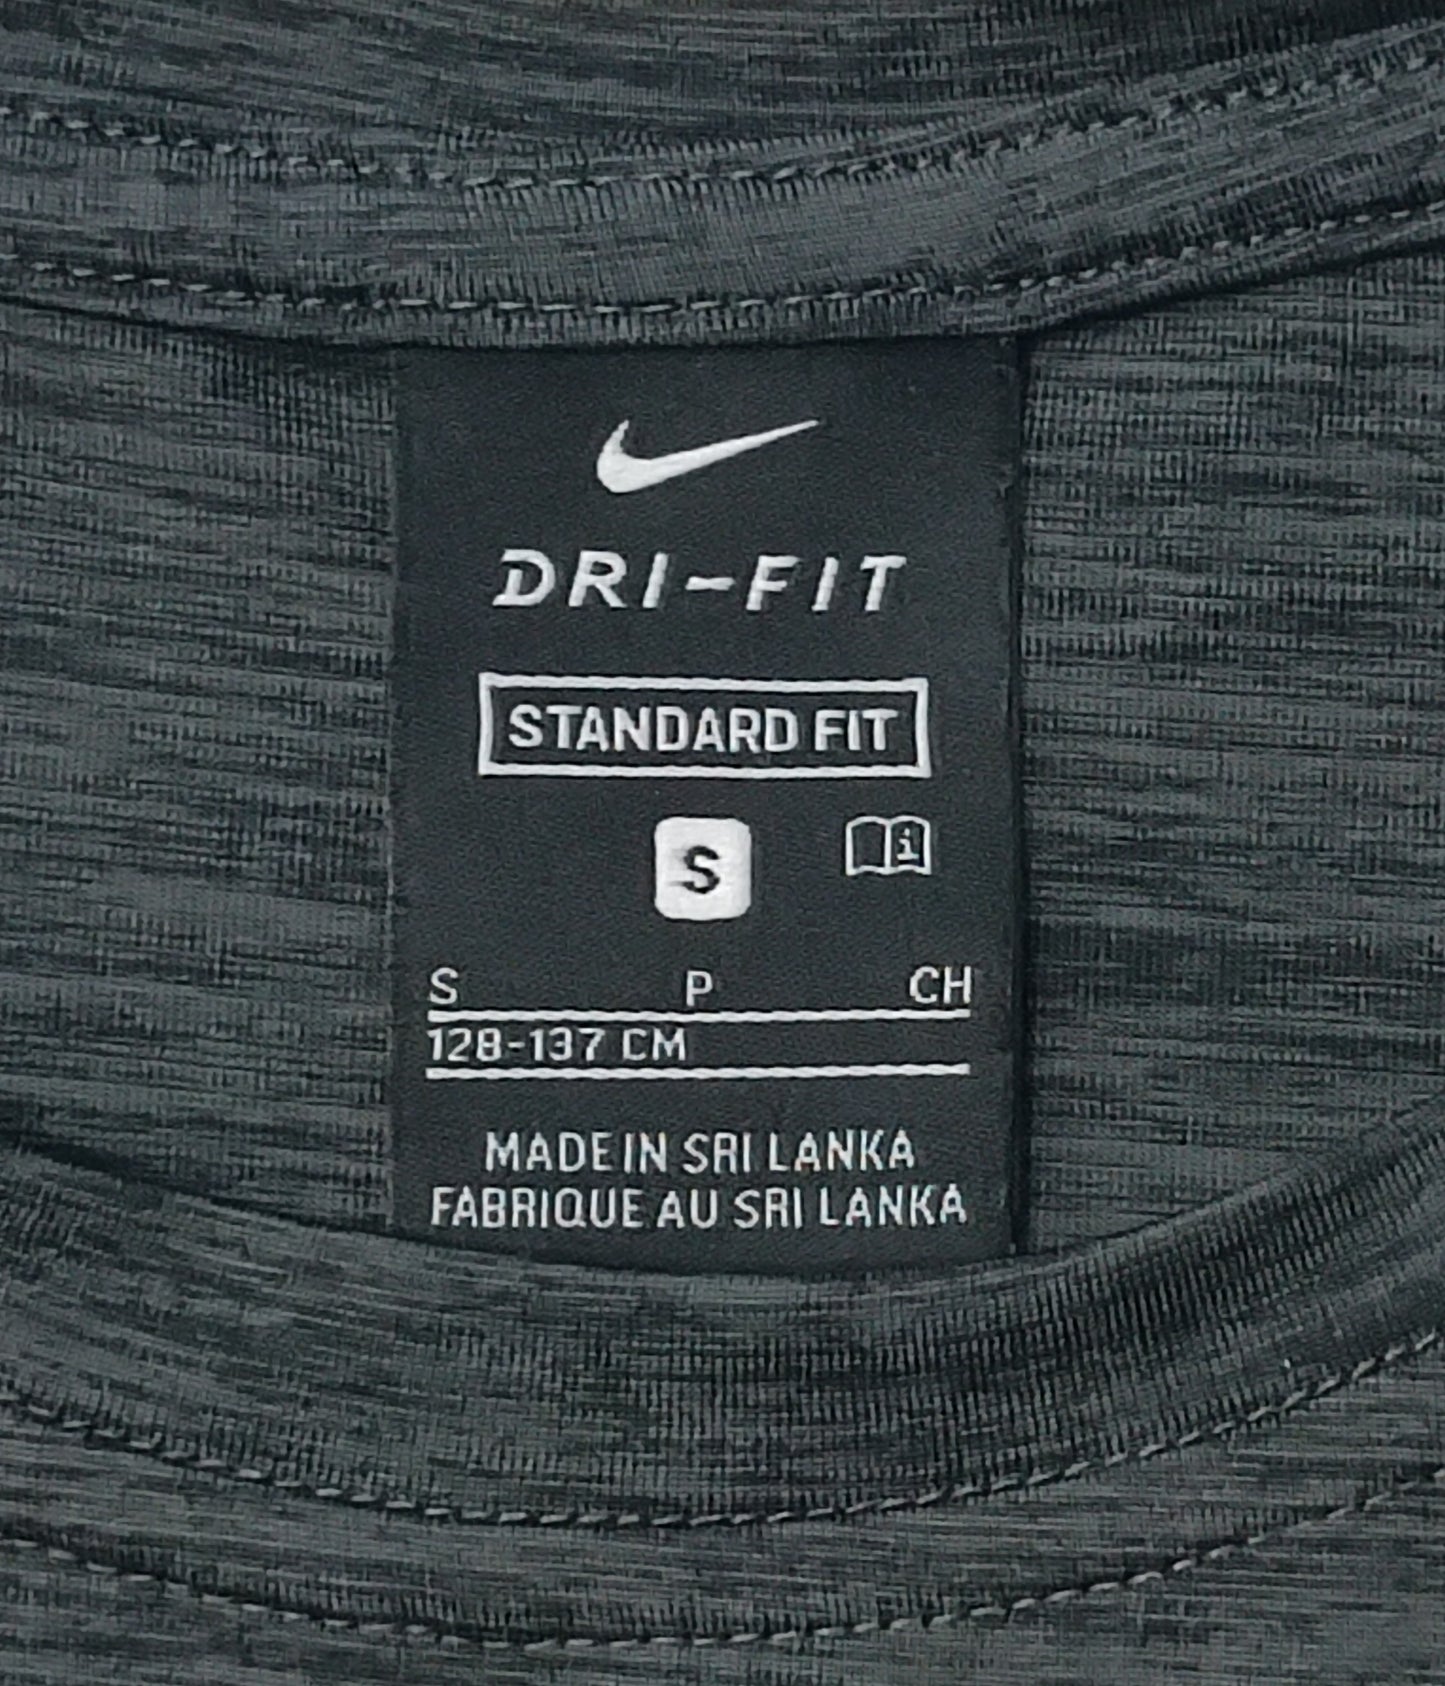 DRI-FIT
STANDARD FIT
S
i
S P CH
128-137 CM
MADE IN SRI LANKA
FABRIQUE AU SRI LANKA